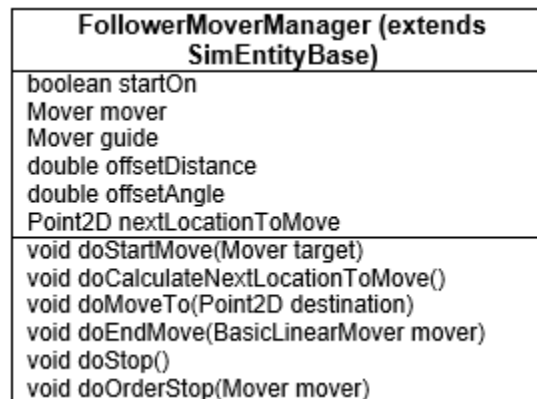 FollowerMoverManager (extends
SimEntityBase)
boolean startOn
Mover mover
Mover guide
double offsetDistance
double offsetAngle
Point2D nextLocationToMove
void doStartMove(Mover target)
void doCalculateNextLocationToMove()
void doMoveTo(Point2D destination)
void doEndMove(BasicLinearMover mover)
void doStop()
void doOrderStop(Mover mover)